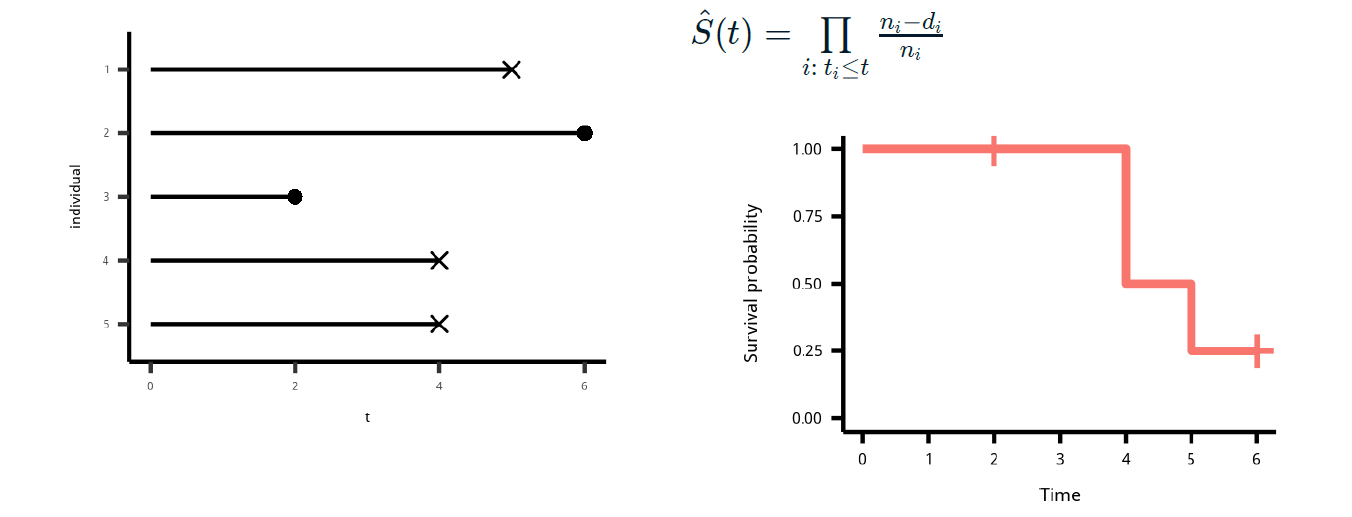 1
2
3
4
5
individual
0 2 4 6
t
Ŝ(t) = ∏ (n_i − d_i)/n_i
i: t_i ≤ t
1.00
0.75
0.50
0.25
0.00
Survival probability
0 1 2 3 4 5 6
Time